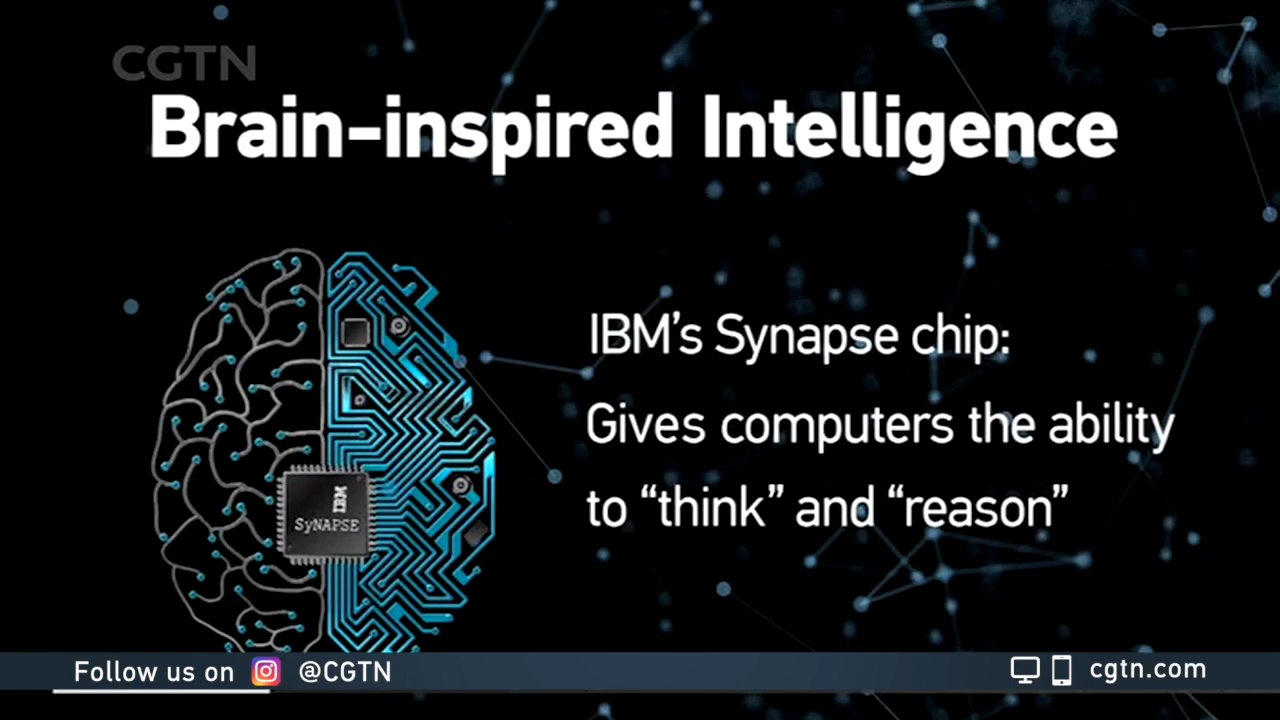 CGTN
Brain-inspired Intelligence
IBM's Synapse chip:
Gives computers the ability
to “think” and “reason”
IBM
SyNAPSE
Follow us on @CGTN
cgtn.com